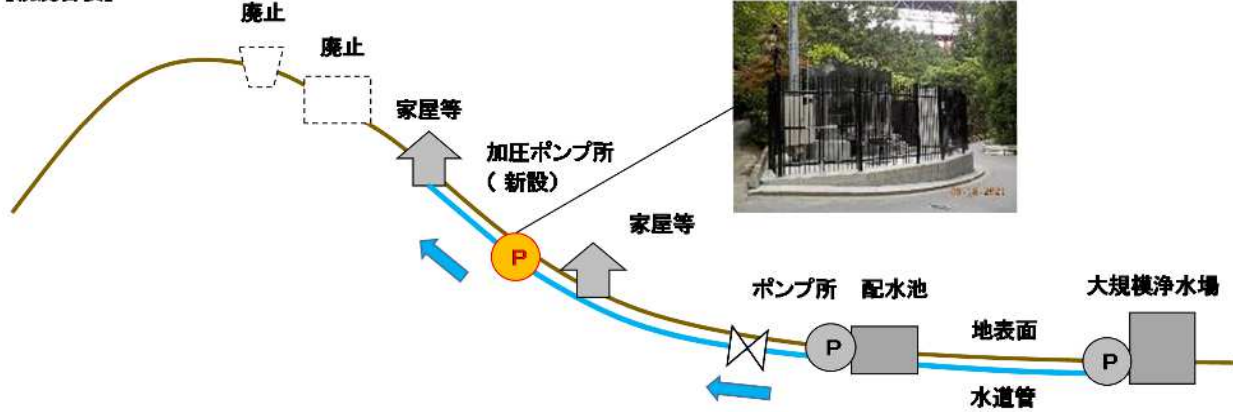 廃止
廃止
家屋等
加圧ポンプ所
( 新設)
家屋等
ポンプ所
配水池
大規模浄水場
P
P
P
地表面
水道管